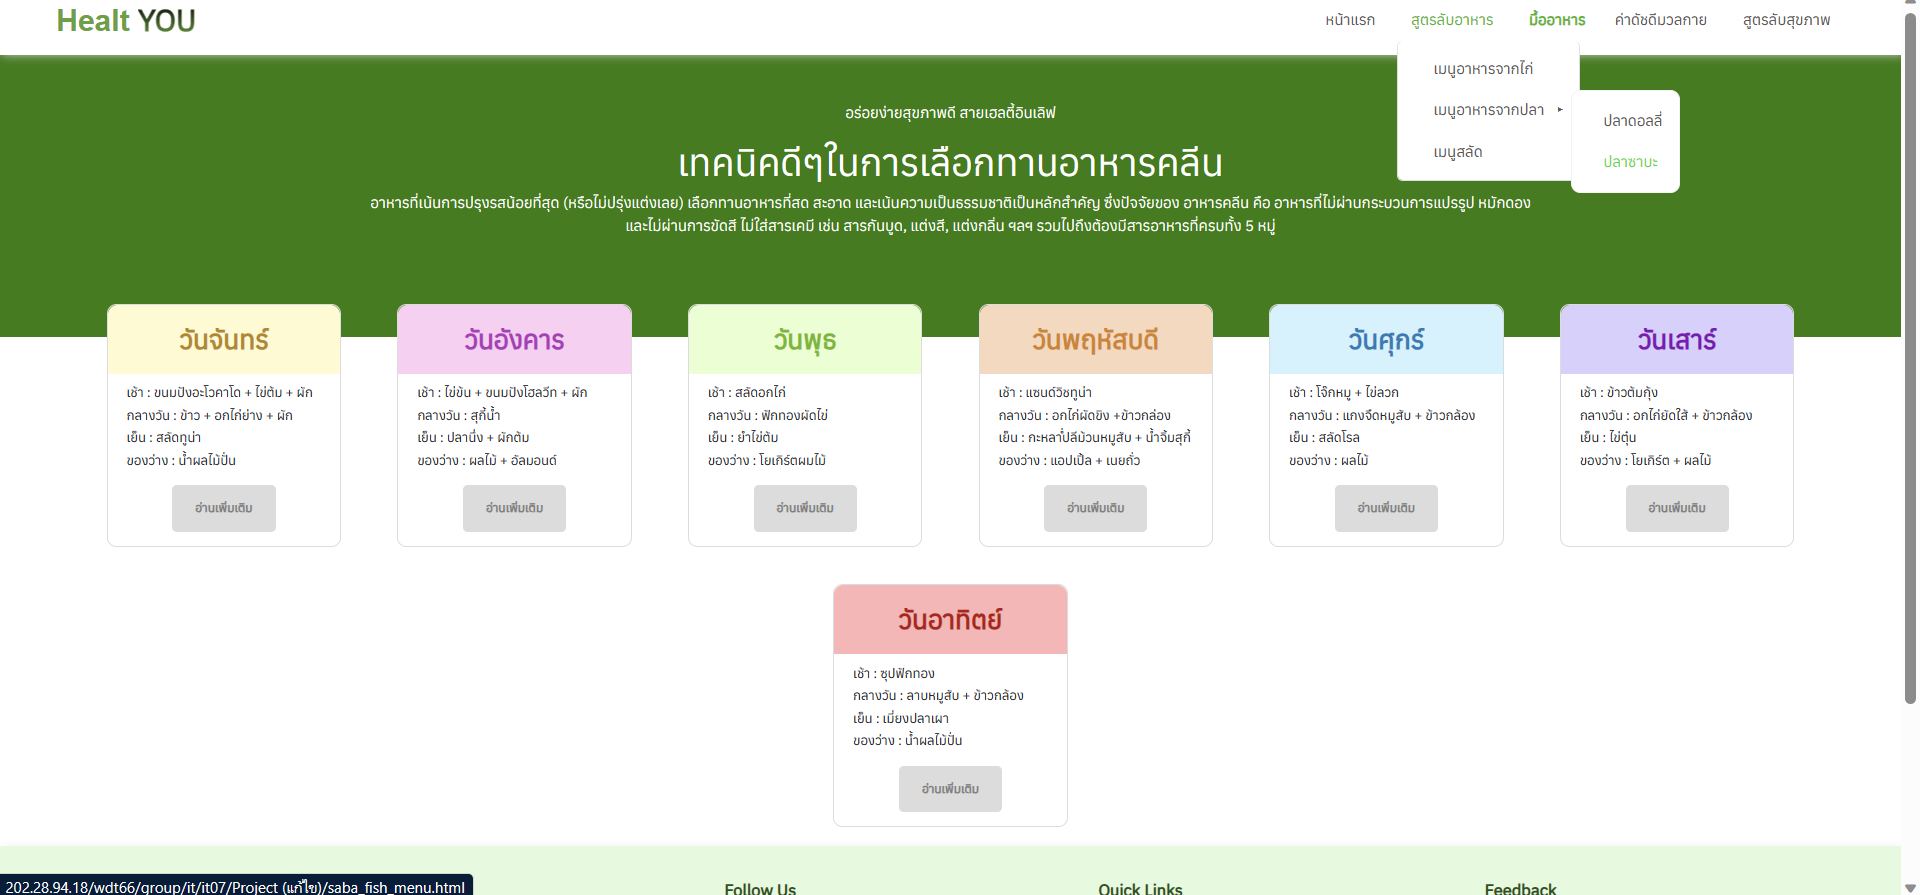 Healt YOU
หน้าแรก
สูตรลับอาหาร
มื้ออาหาร
ค่าดัชดีมวลกาย
สูตรลับสุขภาพ
เมนูอาหารจากไก่
เมนูอาหารจากปลา ▸
เมนูสลัด
ปลาดอลลี่
ปลาซาบะ
อร่อยง่ายสุขภาพดี สายเฮลตี้อินเลิฟ
เทคนิคดีๆในการเลือกทานอาหารคลีน
อาหารที่เน้นการปรุงรสน้อยที่สุด (หรือไม่ปรุ่งแต่งเลย) เลือกทานอาหารที่สด สะอาด และเน้นความเป็นธรรมชาติเป็นหลักสำคัญ ซึ่งปัจจัยของ อาหารคลีน คือ อาหารที่ไม่ผ่านกระบวนการแปรรูป หมักดอง
และไม่ผ่านการขัดสี ไม่ใส่สารเคมี เช่น สารกันบูด, แต่งสี, แต่งกลิ่น ฯลฯ รวมไปถึงต้องมีสารอาหารที่ครบทั้ง 5 หมู่
วันจันทร์
เช้า : ขนมปังอะโวคาโด + ไข่ต้ม + ผัก
กลางวัน : ข้าว + อกไก่ย่าง + ผัก
เย็น : สลัดทูน่า
ของว่าง : น้ำผลไม้ปั่น
อ่านเพิ่มเติม
วันอังคาร
เช้า : ไข่ข้น + ขนมปังโฮลวีท + ผัก
กลางวัน : สุกี้น้ำ
เย็น : ปลานึ่ง + ผักต้ม
ของว่าง : ผลไม้ + อัลมอนด์
อ่านเพิ่มเติม
วันพุธ
เช้า : สลัดอกไก่
กลางวัน : ฟักทองผัดไข่
เย็น : ยำไข่ต้ม
ของว่าง : โยเกิร์ตผมไม้
อ่านเพิ่มเติม
วันพฤหัสบดี
เช้า : แซนด์วิชทูน่า
กลางวัน : อกไก่ผัดขิง +ข้าวกล่อง
เย็น : กะหล่ำปลีม้วนหมูสับ + น้ำจิ้มสุกี้
ของว่าง : แอปเปิ้ล + เนยถั่ว
อ่านเพิ่มเติม
วันศุกร์
เช้า : โจ๊กหมู + ไข่ลวก
กลางวัน : แกงจืดหมูสับ + ข้าวกล้อง
เย็น : สลัดโรล
ของว่าง : ผลไม้
อ่านเพิ่มเติม
วันเสาร์
เช้า : ข้าวต้มกุ้ง
กลางวัน : อกไก่ยัดใส้ + ข้าวกล้อง
เย็น : ไข่ตุ๋น
ของว่าง : โยเกิร์ต + ผลไม้
อ่านเพิ่มเติม
วันอาทิตย์
เช้า : ซุปฟักทอง
กลางวัน : ลาบหมูสับ + ข้าวกล้อง
เย็น : เมี่ยงปลาเผา
ของว่าง : น้ำผลไม้ปั่น
อ่านเพิ่มเติม
Follow Us
Quick Links
Feedback
202.28.94.18/wdt66/group/it/it07/Project (แก้ไข)/saba_fish_menu.html